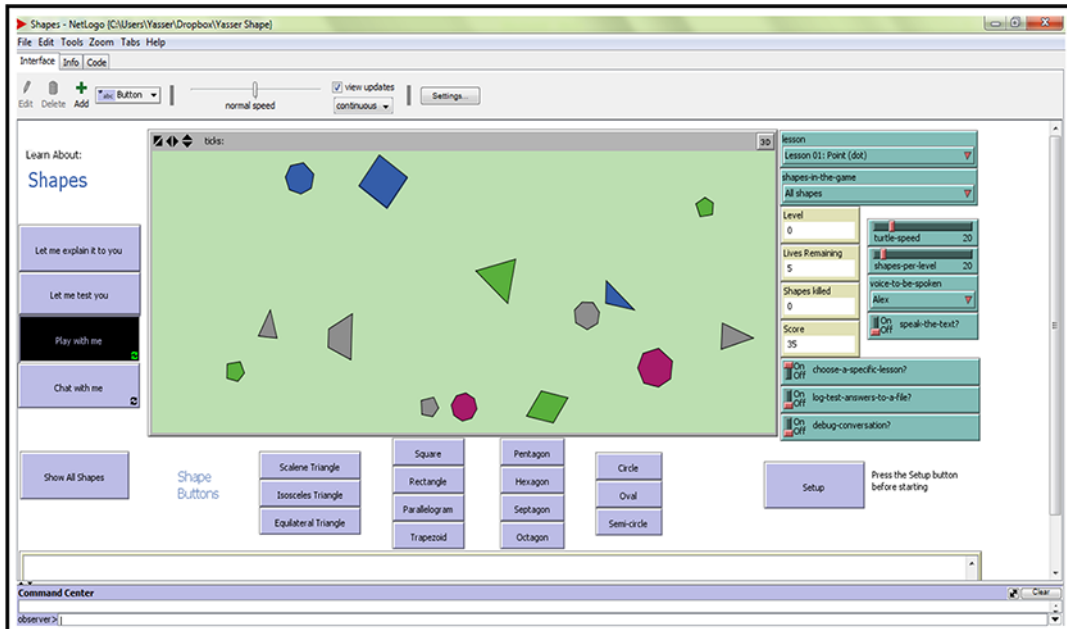 Shapes - NetLogo {C:\Users\Yasser\Dropbox\Yasser Shape}
File Edit Tools Zoom Tabs Help
Interface Info Code
Edit Delete Add
abc Button
normal speed
view updates
continuous
Settings...
Learn About:
Shapes
Let me explain it to you
Let me test you
Play with me
Chat with me
ticks:
3D
lesson
Lesson 01: Point (dot)
shapes-in-the-game
All shapes
Level
0
Lives Remaining
5
Shapes killed
0
Score
35
turtle-speed 20
shapes-per-level 20
voice-to-be-spoken
Alex
On
Off
speak-the-text?
On
Off
choose-a-specific-lesson?
On
Off
log-test-answers-to-a-file?
On
Off
debug-conversation?
Show All Shapes
Shape
Buttons
Scalene Triangle
Isosceles Triangle
Equilateral Triangle
Square
Rectangle
Parallelogram
Trapezoid
Pentagon
Hexagon
Septagon
Octagon
Circle
Oval
Semi-circle
Setup
Press the Setup button
before starting
Command Center
Clear
observer>